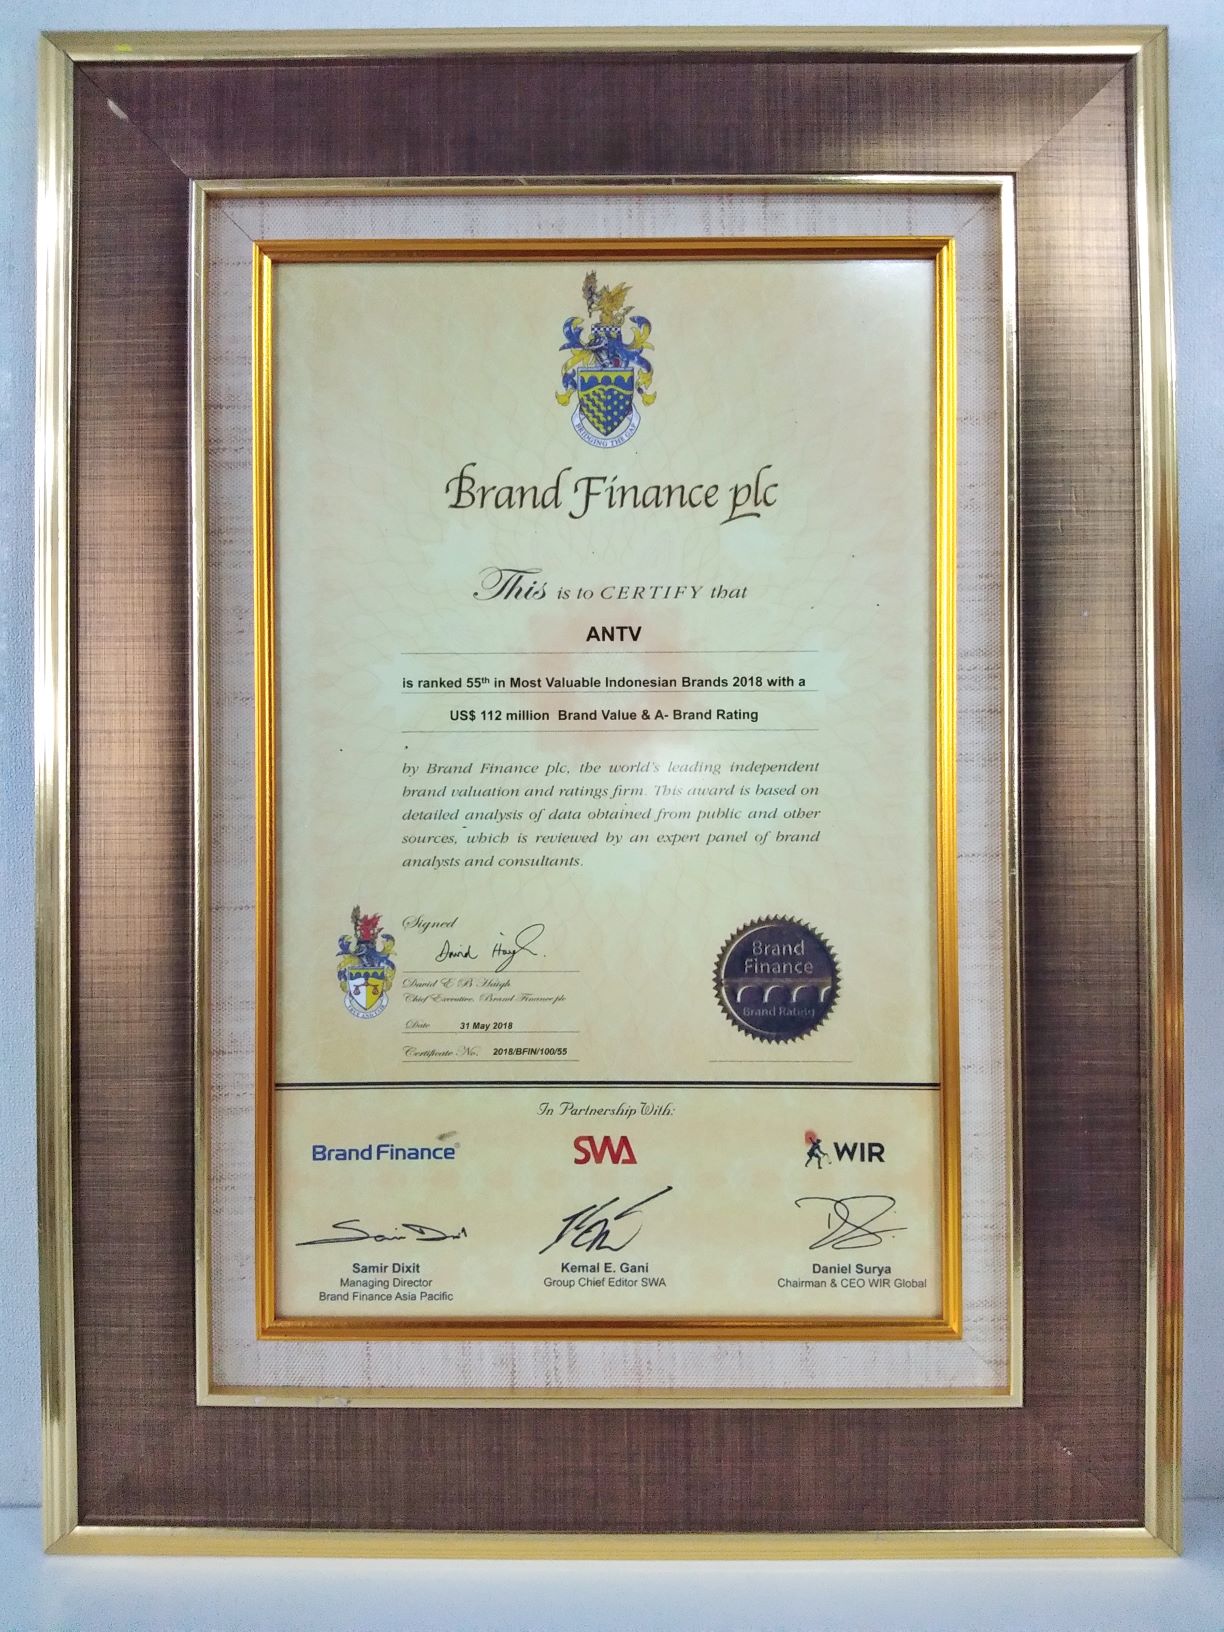 BRIDGING THE GAP
Brand Finance plc
This is to CERTIFY that
ANTV
is ranked 55th in Most Valuable Indonesian Brands 2018 with a
US$ 112 million Brand Value & A- Brand Rating
by Brand Finance plc, the world's leading independent
brand valuation and ratings firm. This award is based on
detailed analysis of data obtained from public and other
sources, which is reviewed by an expert panel of brand
analysts and consultants.
Signed
David Haigh
David E B Haigh
Chief Executive, Brand Finance plc
Date 31 May 2018
Certificate No. 2018/BFIN/100/55
Brand
Finance
Brand Rating
In Partnership With:
Brand Finance®
SWA
WIR
Samir Dixit
Managing Director
Brand Finance Asia Pacific
Kemal E. Gani
Group Chief Editor SWA
Daniel Surya
Chairman & CEO WIR Global